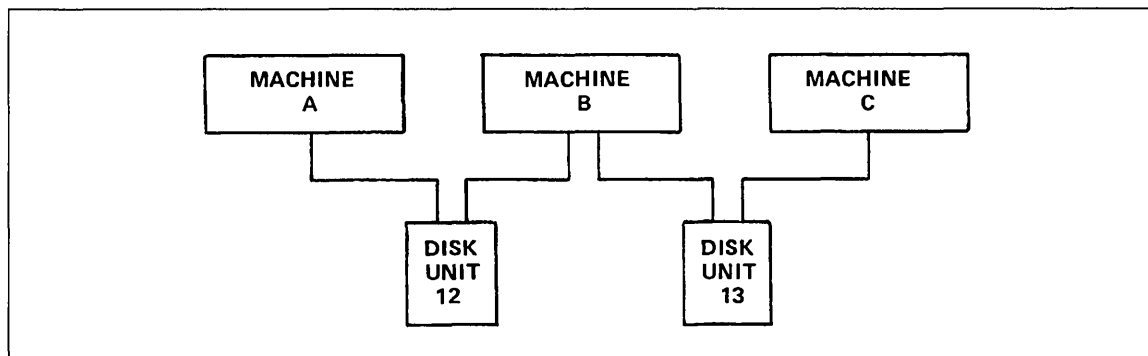 MACHINE
A
MACHINE
B
MACHINE
C
DISK
UNIT
12
DISK
UNIT
13